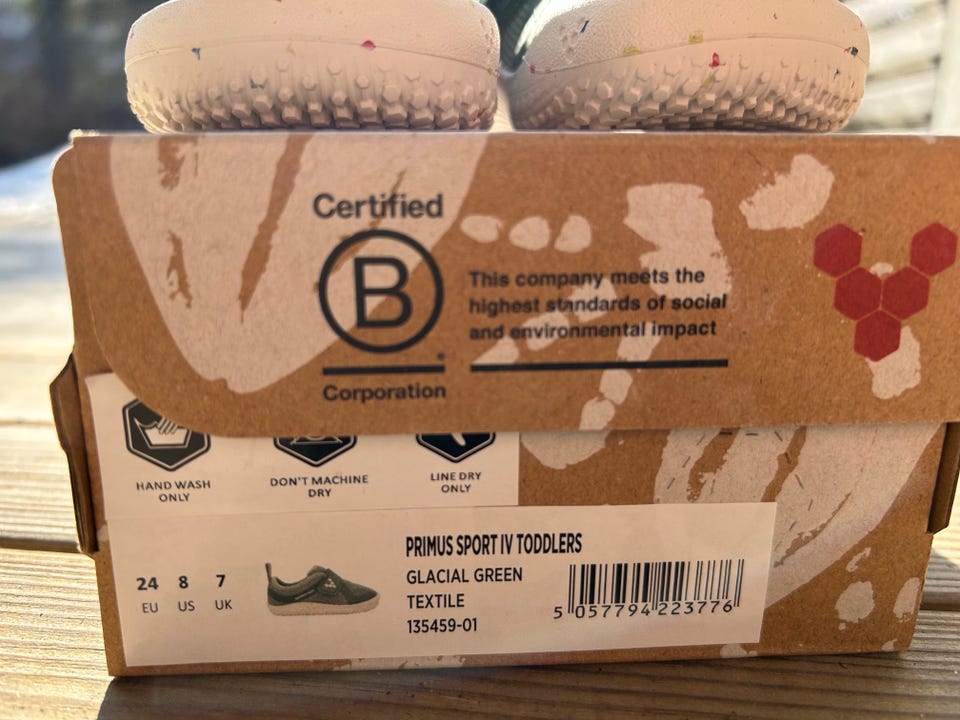 Certified
B
This company meets the
highest standards of social
and environmental impact
Corporation
HAND WASH
ONLY
DON'T MACHINE
DRY
LINE DRY
ONLY
PRIMUS SPORT IV TODDLERS
24 8 7
EU US UK
GLACIAL GREEN
TEXTILE
135459-01
5 057794 223776